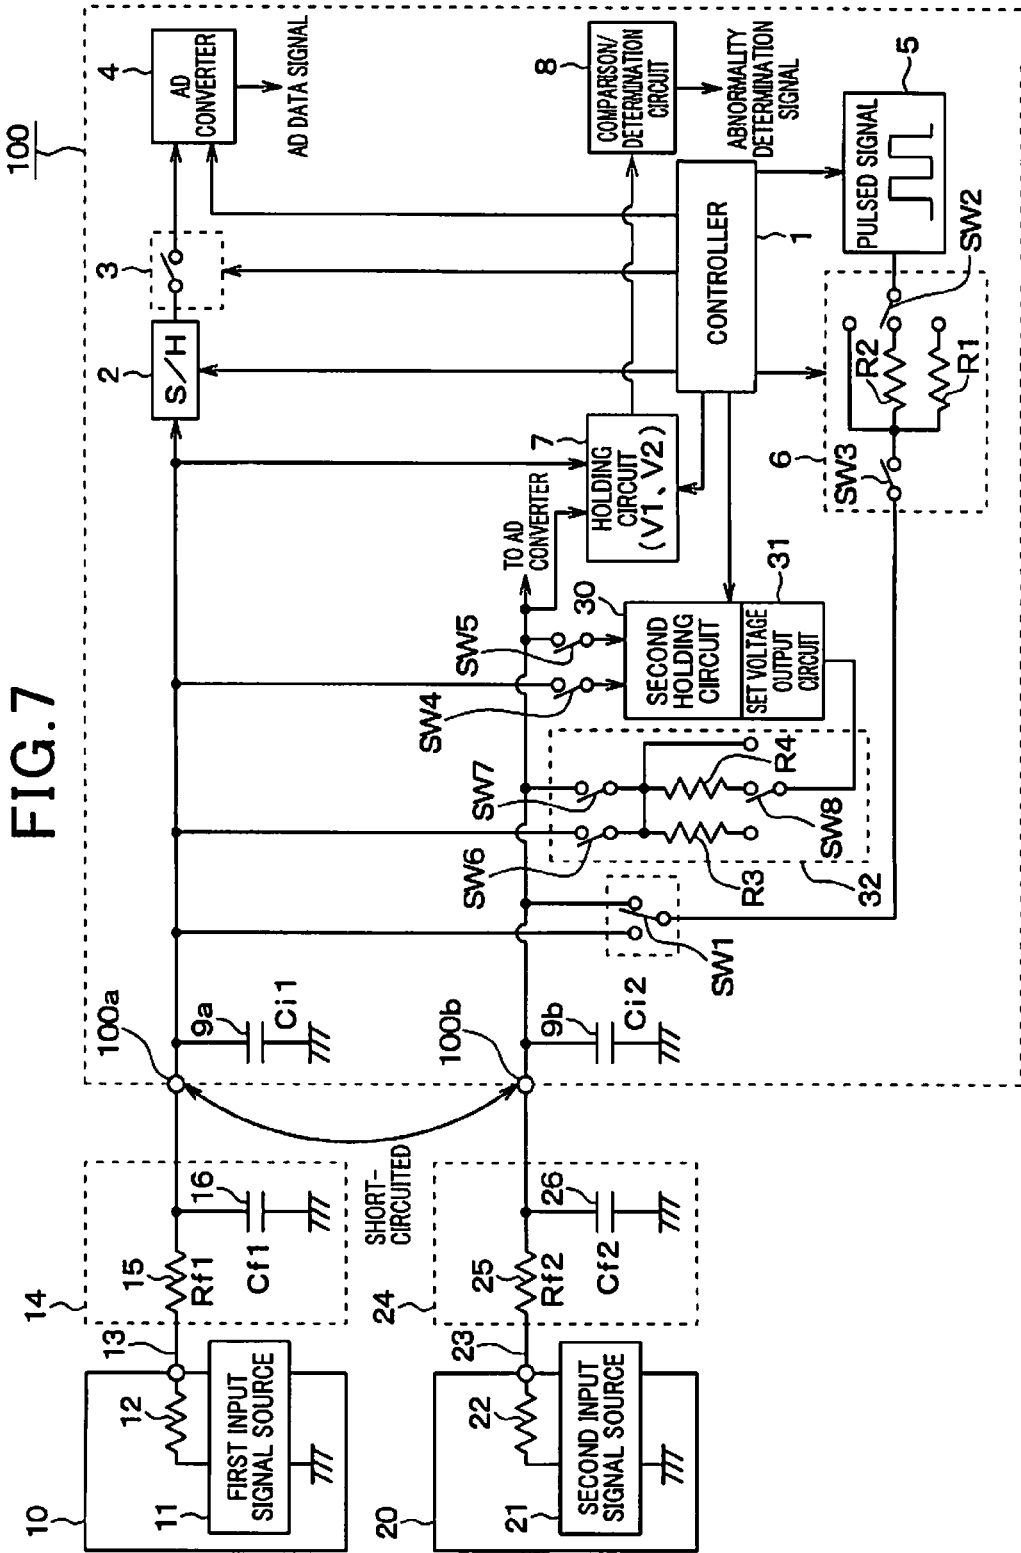 FIG.7
100
10
11
FIRST INPUT
SIGNAL SOURCE
12
13
14
15
Rf1
16
Cf1
100a
9a
Ci1
2
S/H
3
4
AD
CONVERTER
AD DATA SIGNAL
SHORT-
CIRCUITED
20
21
SECOND INPUT
SIGNAL SOURCE
22
23
24
25
Rf2
26
Cf2
100b
9b
Ci2
SW1
SW6
SW7
R3
R4
SW8
32
SW4
SW5
TO AD
CONVERTER
30
SECOND
HOLDING
CIRCUIT
SET VOLTAGE
OUTPUT
CIRCUIT
31
7
HOLDING
CIRCUIT
(V1、V2)
8
COMPARISON/
DETERMINATION
CIRCUIT
ABNORMALITY
DETERMINATION
SIGNAL
CONTROLLER
1
6
SW3
R2
R1
SW2
PULSED SIGNAL
5